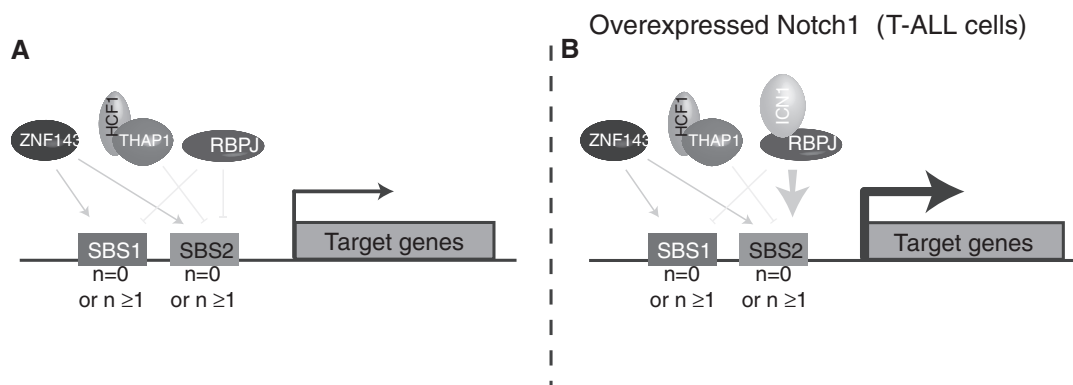 Overexpressed Notch1 (T-ALL cells)
A
HCF1
ZNF143
THAP1
RBPJ
SBS1
SBS2
Target genes
n=0
n=0
or n ≥1
or n ≥1
B
ICN1
HCF1
ZNF143
THAP1
RBPJ
SBS1
SBS2
Target genes
n=0
n=0
or n ≥1
or n ≥1